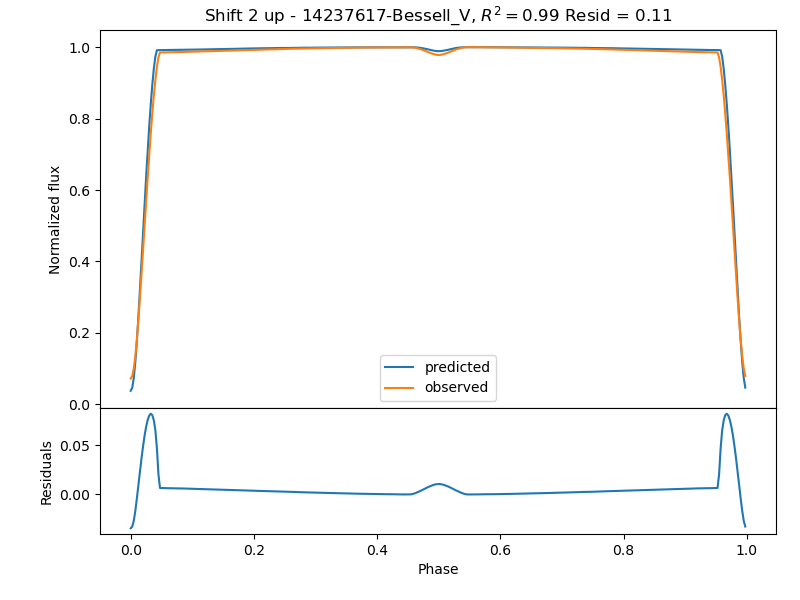 Shift 2 up - 14237617-Bessell_V, R² = 0.99 Resid = 0.11
1.0
0.8
0.6
0.4
0.2
0.0
Normalized flux
predicted
observed
0.05
0.00
Residuals
0.0 0.2 0.4 0.6 0.8 1.0
Phase